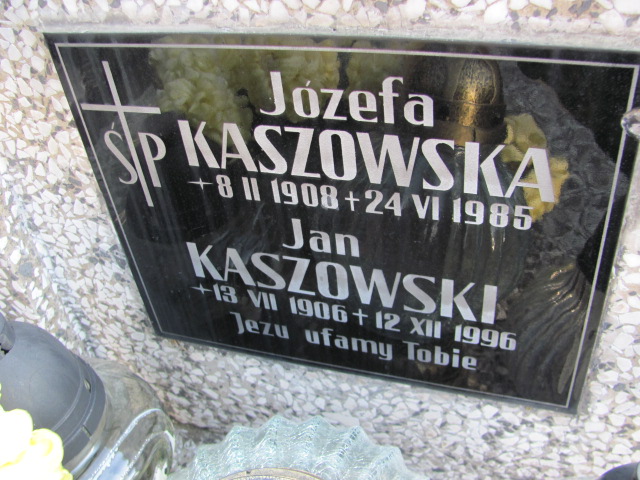 ŚP
Józefa
KASZOWSKA
+8 II 1908 + 24 VI 1985
Jan
KASZOWSKI
+13 VII 1906 + 12 XII 1996
Jezu ufamy Tobie